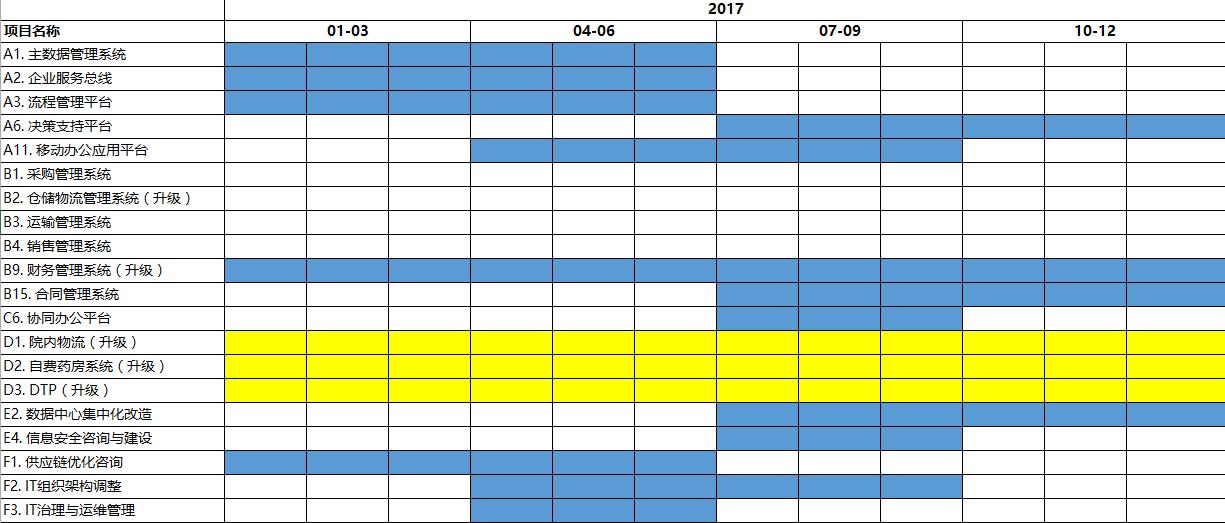 2017
项目名称 01-03 04-06 07-09 10-12
A1. 主数据管理系统
A2. 企业服务总线
A3. 流程管理平台
A6. 决策支持平台
A11. 移动办公应用平台
B1. 采购管理系统
B2. 仓储物流管理系统（升级）
B3. 运输管理系统
B4. 销售管理系统
B9. 财务管理系统（升级）
B15. 合同管理系统
C6. 协同办公平台
D1. 院内物流（升级）
D2. 自费药房系统（升级）
D3. DTP（升级）
E2. 数据中心集中化改造
E4. 信息安全咨询与建设
F1. 供应链优化咨询
F2. IT组织架构调整
F3. IT治理与运维管理